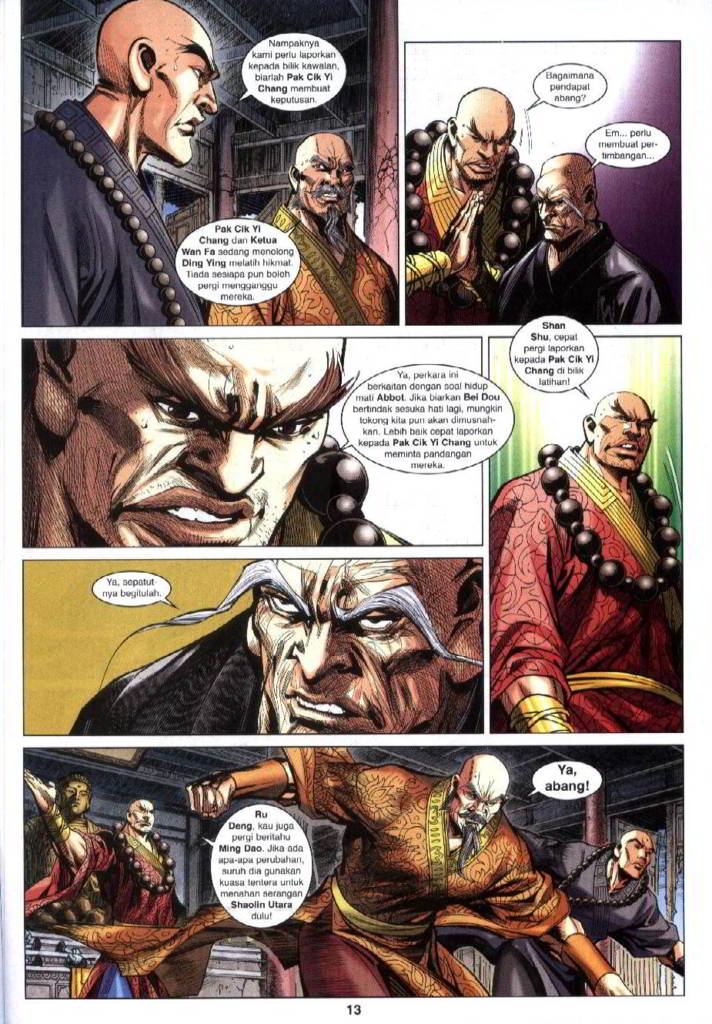 Nampaknya
kami perlu laporkan
kepada bilik kawalan,
biarlah Pak Cik Yi
Chang membuat
keputusan.
Pak Cik Yi
Chang dan Ketua
Wan Fa sedang menolong
Ding Ying melatih hikmat.
Tiada sesiapa pun boleh
pergi mengganggu
mereka.
Bagaimana
pendapat
abang?
Em... perlu
membuat per-
timbangan...
Ya, perkara ini
berkaitan dengan soal hidup
mati Abbot. Jika biarkan Bei Dou
bertindak sesuka hati lagi, mungkin
tokong kita pun akan dimusnah-
kan. Lebih baik cepat laporkan
kepada Pak Cik Yi Chang untuk
meminta pandangan
mereka.
Shan
Shu, cepat
pergi laporkan
kepada Pak Cik Yi
Chang di bilik
latihan!
Ya, sepatut-
nya begitulah.
Ru
Deng, kau juga
pergi beritahu
Ming Dao. Jika ada
apa-apa perubahan,
suruh dia gunakan
kuasa tentera untuk
menahan serangan
Shaolin Utara
dulu!
Ya,
abang!
13